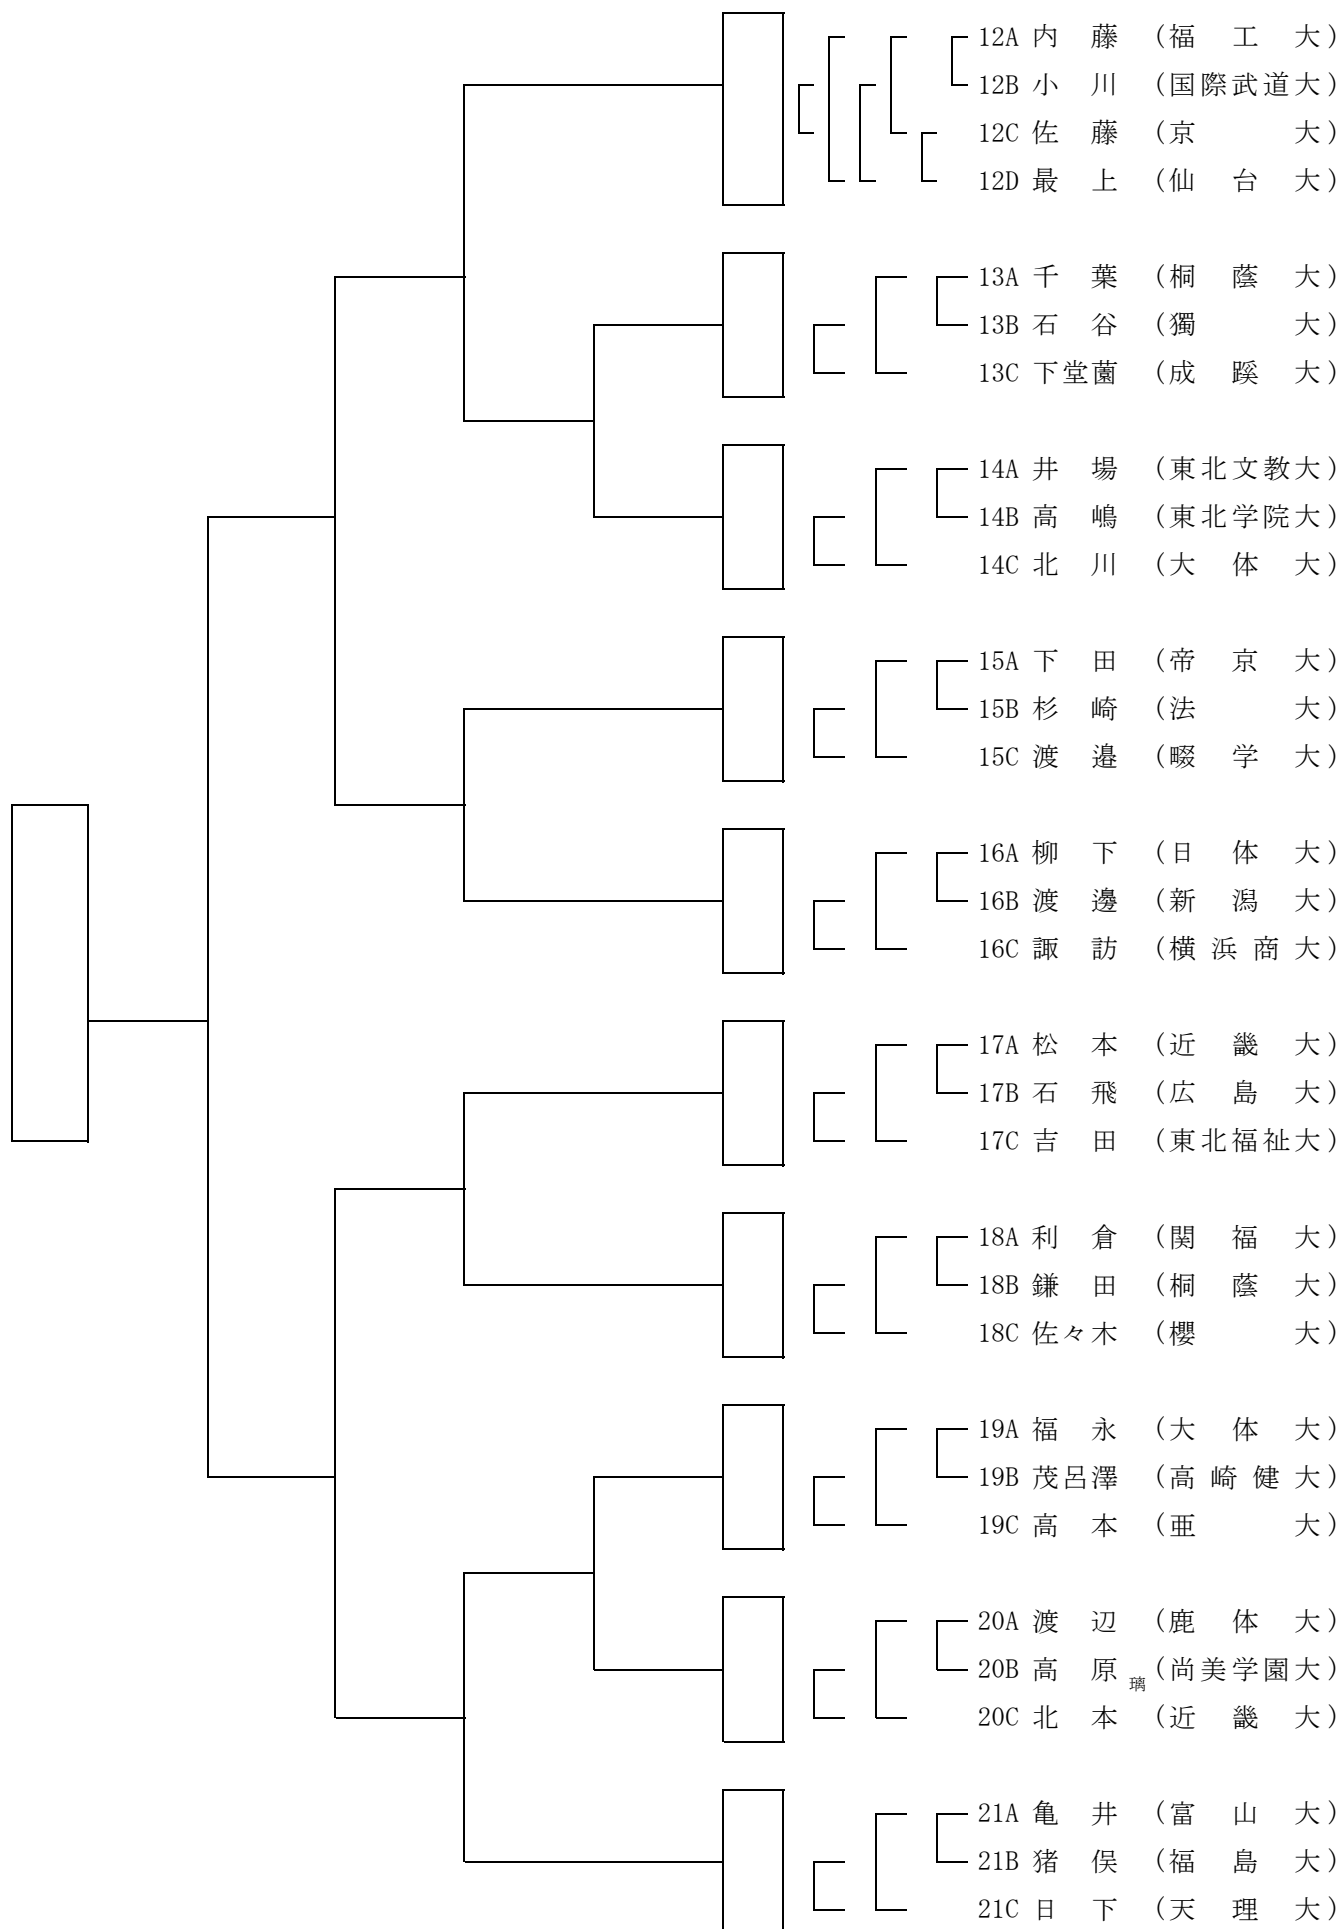 12A 内藤 (福工大)
12B 小川 (国際武道大)
12C 佐藤 (京大)
12D 最上 (仙台大)
13A 千葉 (桐蔭大)
13B 石谷 (獨大)
13C 下堂薗 (成蹊大)
14A 井場 (東北文教大)
14B 高嶋 (東北学院大)
14C 北川 (大体大)
15A 下田 (帝京大)
15B 杉崎 (法大)
15C 渡邉 (畷学大)
16A 柳下 (日体大)
16B 渡邊 (新潟大)
16C 諏訪 (横浜商大)
17A 松本 (近畿大)
17B 石飛 (広島大)
17C 吉田 (東北福祉大)
18A 利倉 (関福大)
18B 鎌田 (桐蔭大)
18C 佐々木 (櫻大)
19A 福永 (大体大)
19B 茂呂澤 (高崎健大)
19C 高本 (亜大)
20A 渡辺 (鹿体大)
20B 高原璃 (尚美学園大)
20C 北本 (近畿大)
21A 亀井 (富山大)
21B 猪俣 (福島大)
21C 日下 (天理大)